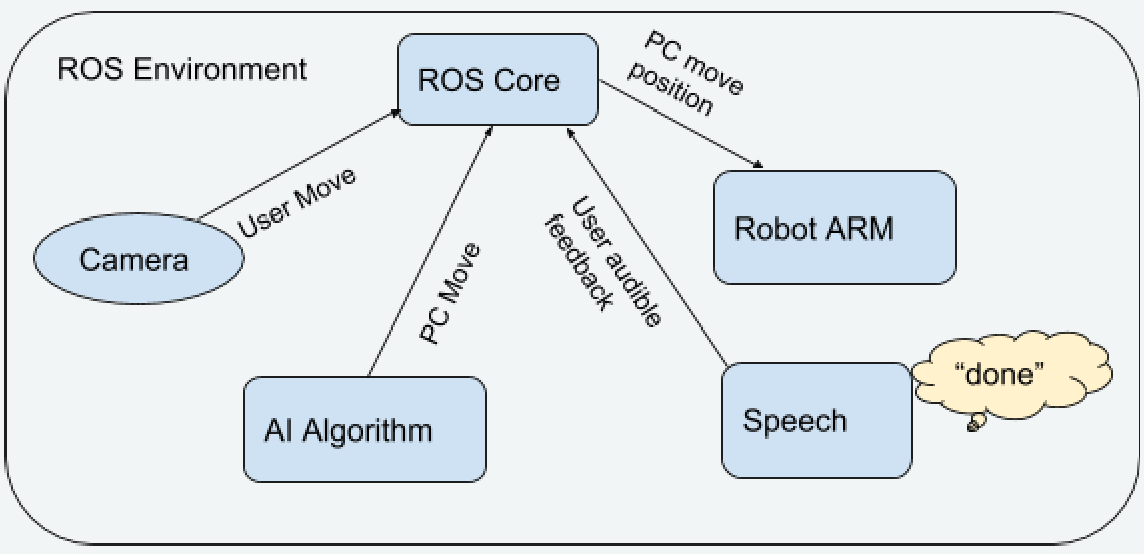 ROS Environment
ROS Core
PC move
position
User Move
Camera
Robot ARM
PC Move
User audible
feedback
“done”
AI Algorithm
Speech